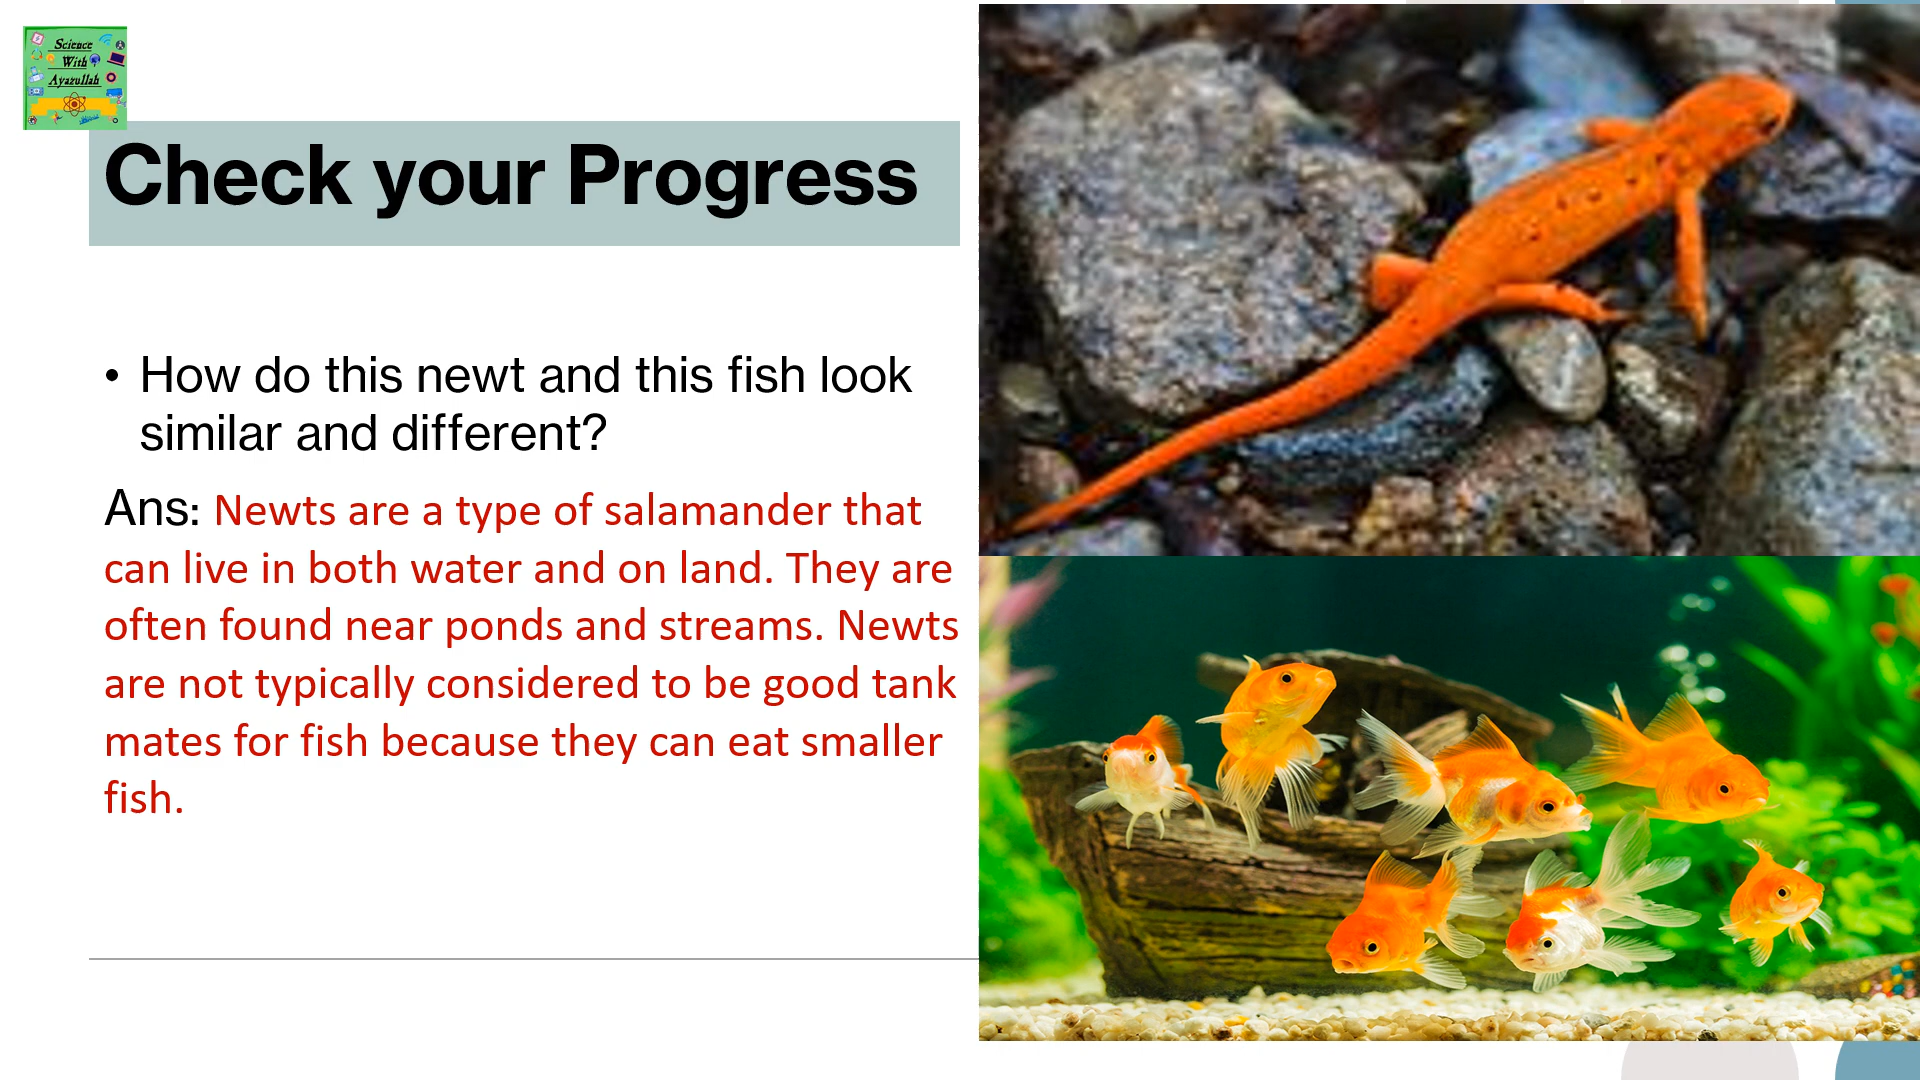 Science
With
Ayazullah
Check your Progress
• How do this newt and this fish look
similar and different?
Ans: Newts are a type of salamander that
can live in both water and on land. They are
often found near ponds and streams. Newts
are not typically considered to be good tank
mates for fish because they can eat smaller
fish.